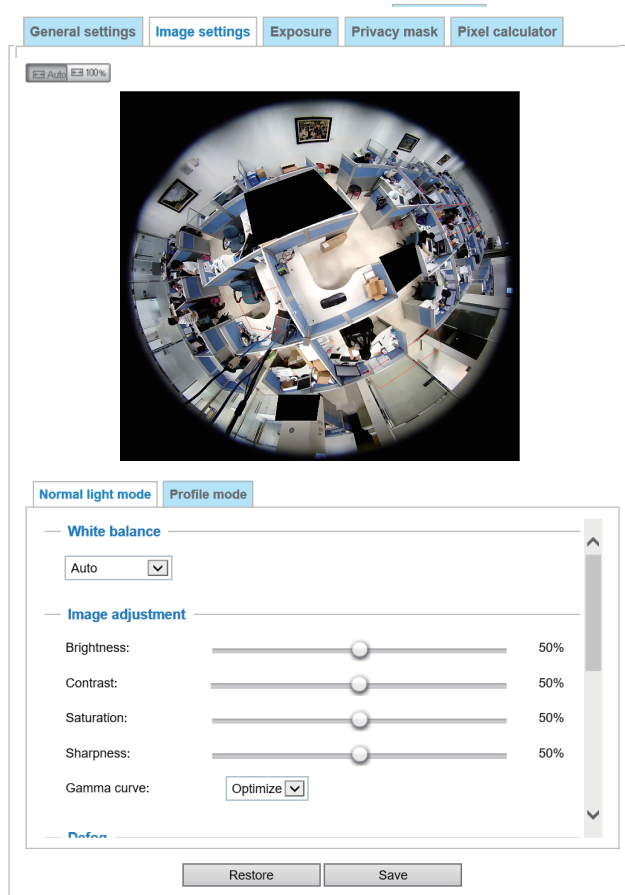 General settings Image settings Exposure Privacy mask Pixel calculator
Auto 100%
Normal light mode Profile mode
White balance
Auto
Image adjustment
Brightness: 50%
Contrast: 50%
Saturation: 50%
Sharpness: 50%
Gamma curve: Optimize
Defog
Restore Save